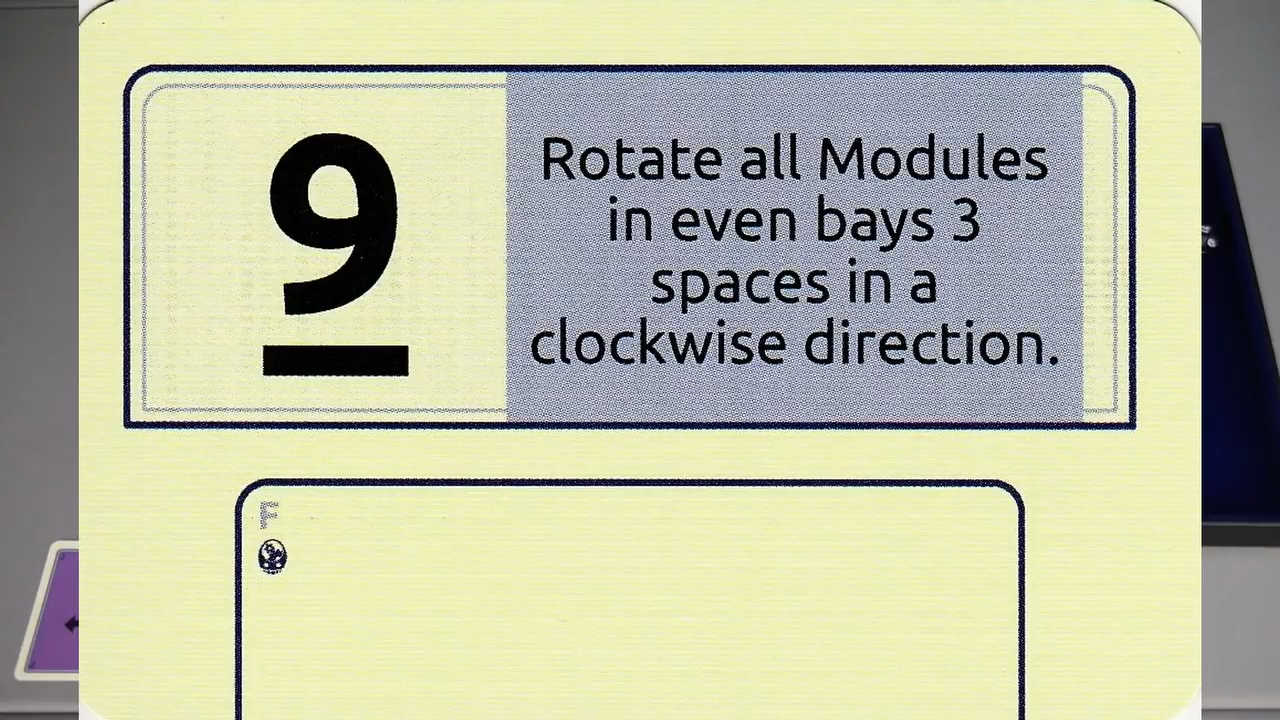 9
Rotate all Modules
in even bays 3
spaces in a
clockwise direction.
F